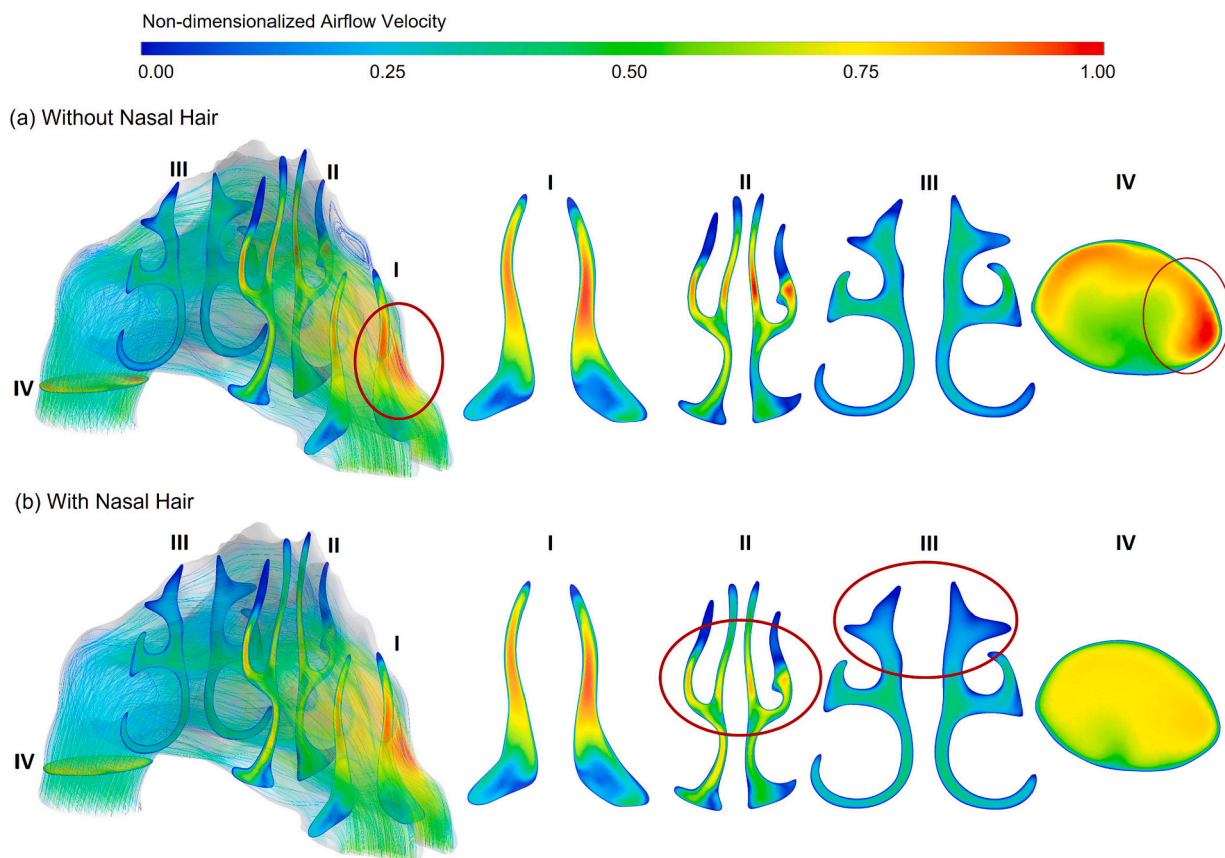 Non-dimensionalized Airflow Velocity
0.00 0.25 0.50 0.75 1.00
(a) Without Nasal Hair
III II I IV
I II III IV
(b) With Nasal Hair
III II I IV
I II III IV